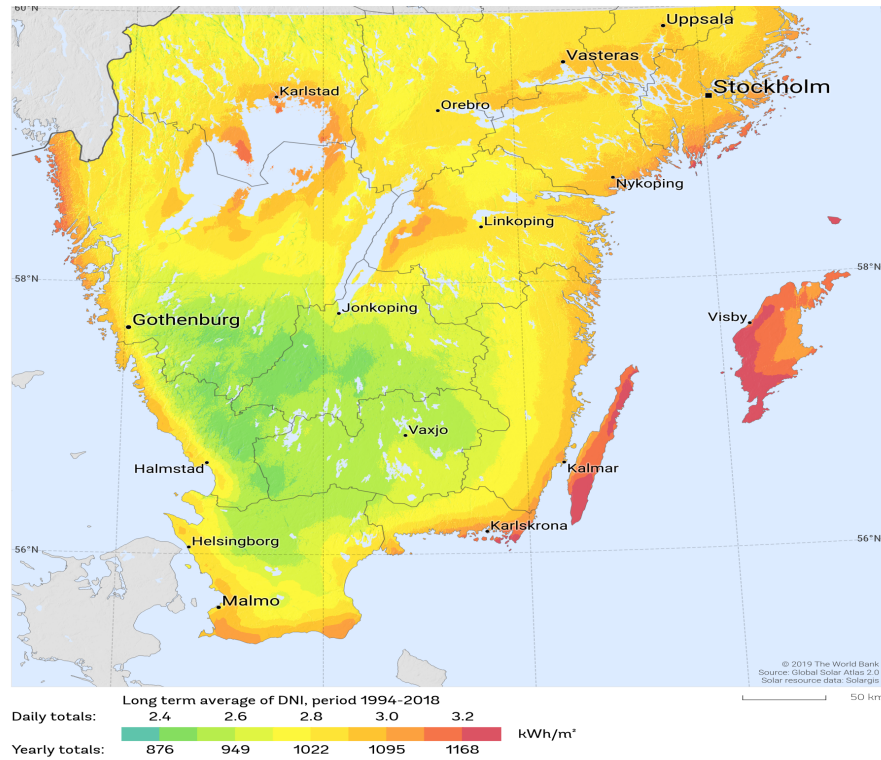 60°N
Uppsala
Vasteras
Stockholm
Karlstad
Orebro
Nykoping
Linkoping
58°N
58°N
Jonkoping
Visby
Gothenburg
Vaxjo
Halmstad
Kalmar
Karlskrona
56°N
56°N
Helsingborg
Malmo
© 2019 The World Bank
Source: Global Solar Atlas 2.0
Solar resource data: Solargis
50 km
Long term average of DNI, period 1994-2018
Daily totals: 2.4 2.6 2.8 3.0 3.2
kWh/m²
Yearly totals: 876 949 1022 1095 1168